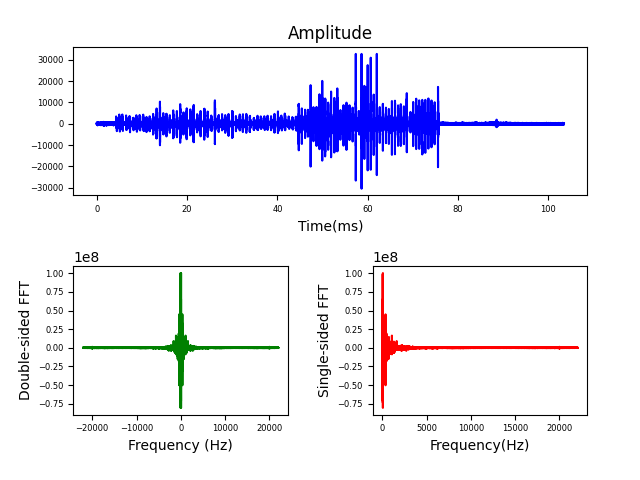 Amplitude
30000
20000
10000
0
−10000
−20000
−30000
0 20 40 60 80 100
Time(ms)
1e8
1.00
0.75
0.50
0.25
0.00
−0.25
−0.50
−0.75
Double-sided FFT
−20000 −10000 0 10000 20000
Frequency (Hz)
1e8
1.00
0.75
0.50
0.25
0.00
−0.25
−0.50
−0.75
Single-sided FFT
0 5000 10000 15000 20000
Frequency(Hz)